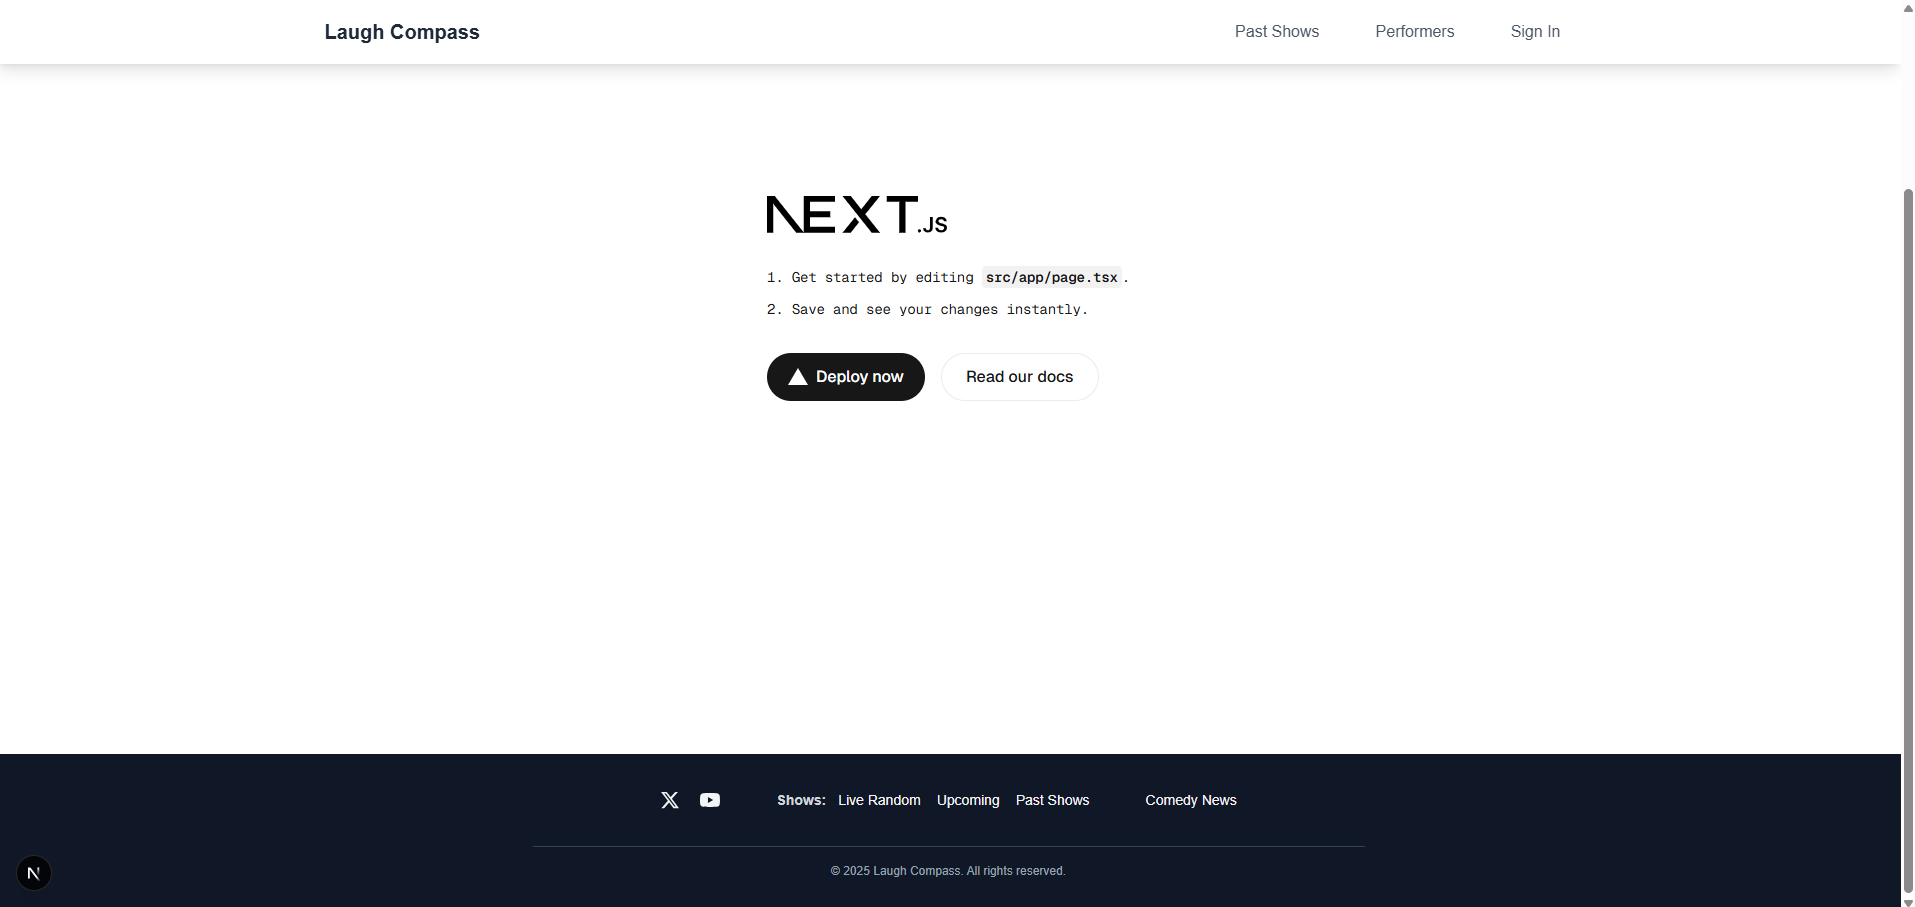 Laugh Compass Past Shows Performers Sign In
NEXT.JS
1. Get started by editing src/app/page.tsx.
2. Save and see your changes instantly.
Deploy now Read our docs
Shows: Live Random Upcoming Past Shows Comedy News
© 2025 Laugh Compass. All rights reserved.
N